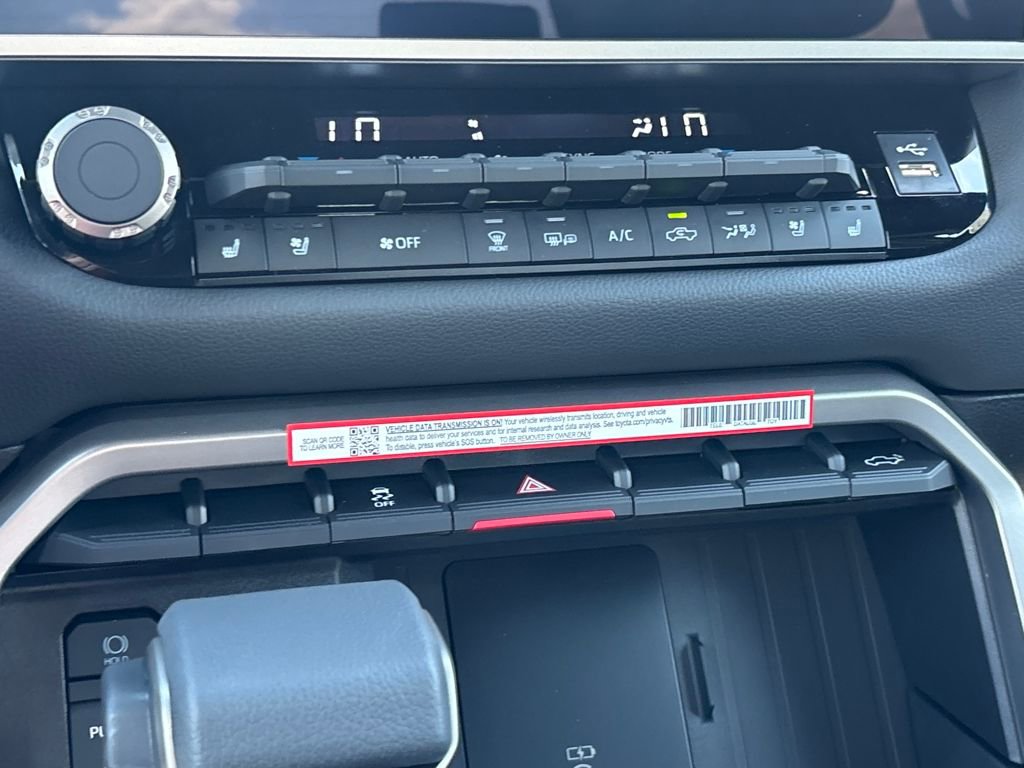 AUTO
OFF
FRONT
A/C
SCAN QR CODE
TO LEARN MORE
VEHICLE DATA TRANSMISSION IS ON! Your vehicle wirelessly transmits location, driving and vehicle
health data to deliver your services and for internal research and data analysis. See toyota.com/privacyvts.
To disable, press vehicle's SOS button. TO BE REMOVED BY OWNER ONLY
OFF
HOLD